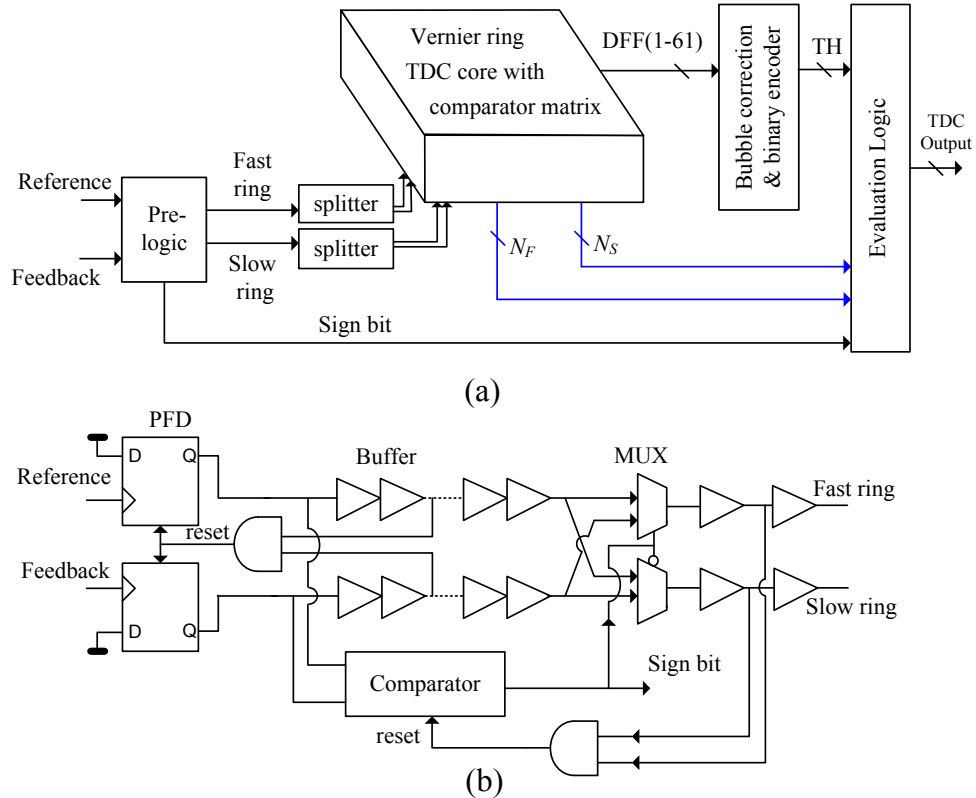 Vernier ring
TDC core with
comparator matrix
DFF(1-61)
Bubble correction
& binary encoder
TH
Evaluation Logic
TDC
Output
Reference
Feedback
Pre-
logic
Fast
ring
Slow
ring
splitter
splitter
NF
NS
Sign bit
(a)
PFD
D
Q
Reference
Buffer
MUX
Fast ring
reset
Feedback
D
Q
Slow ring
Comparator
Sign bit
reset
(b)